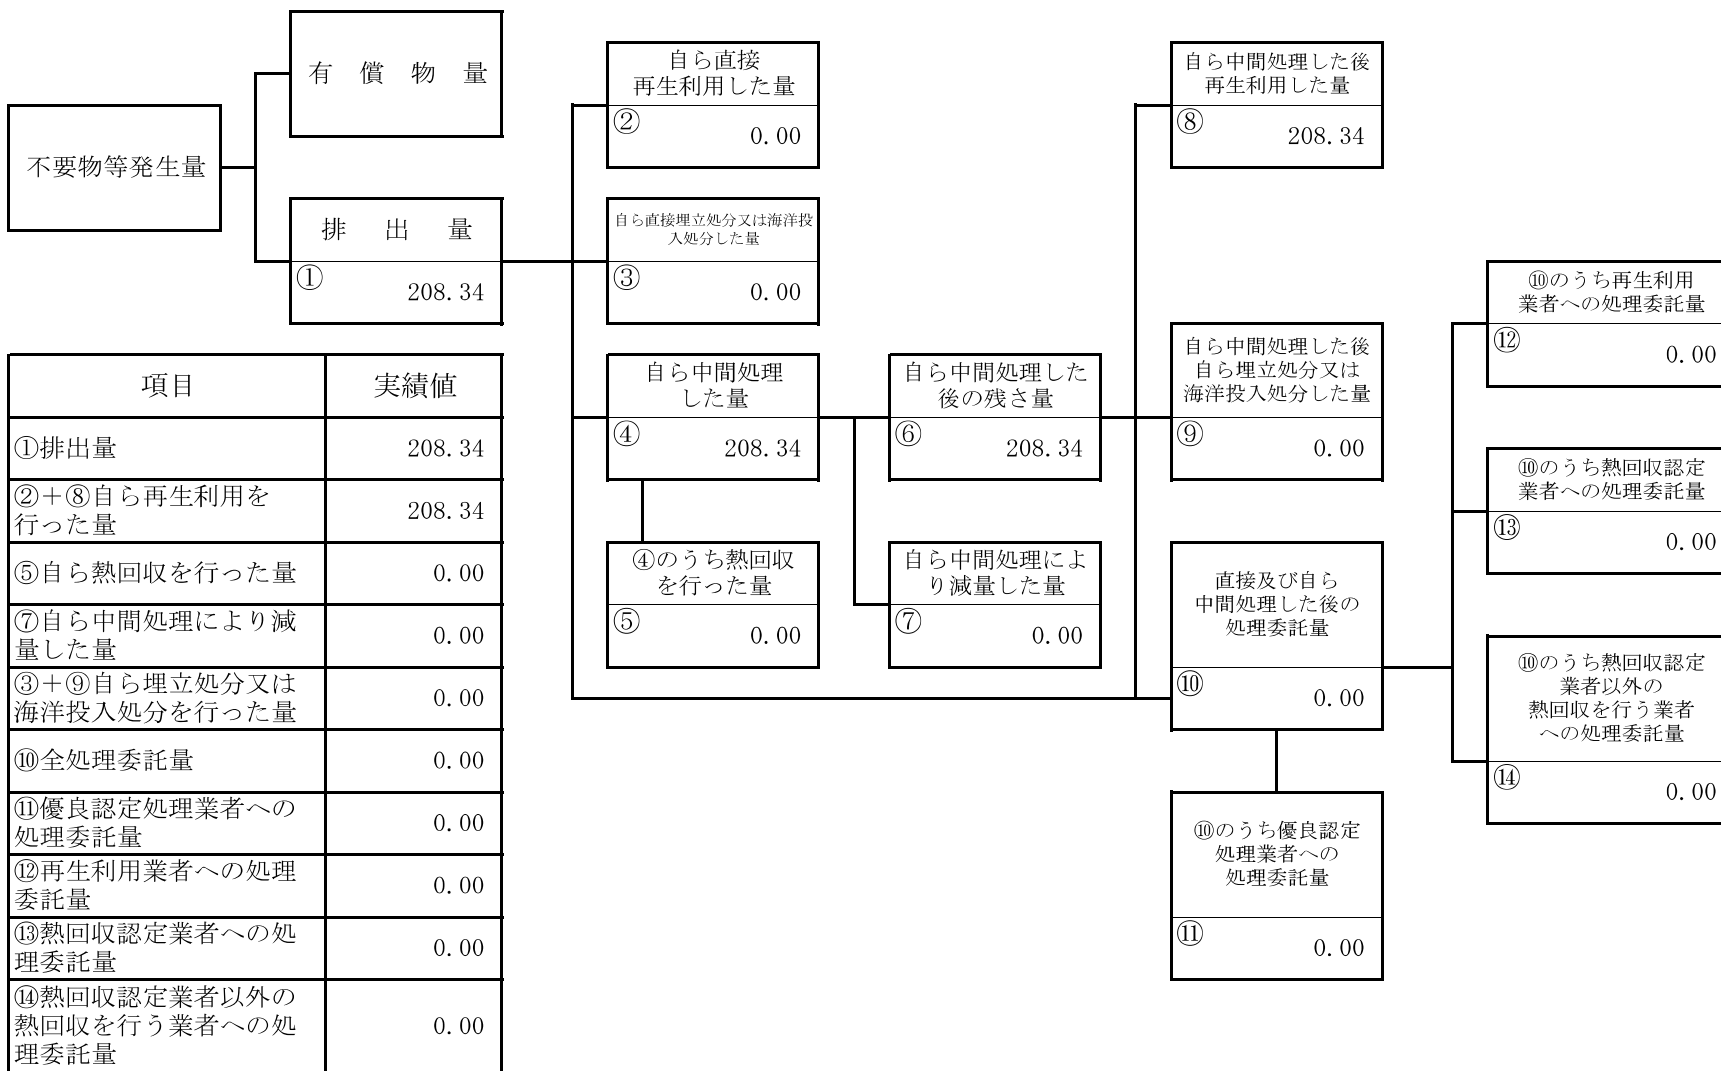 有　償　物　量
不要物等発生量
排　出　量
①
208.34
自ら直接
再生利用した量
②
0.00
自ら直接埋立処分又は海洋投
入処分した量
③
0.00
自ら中間処理
した量
④
208.34
④のうち熱回収
を行った量
⑤
0.00
自ら中間処理した
後の残さ量
⑥
208.34
自ら中間処理によ
り減量した量
⑦
0.00
自ら中間処理した後
再生利用した量
⑧
208.34
自ら中間処理した後
自ら埋立処分又は
海洋投入処分した量
⑨
0.00
直接及び自ら
中間処理した後の
処理委託量
⑩
0.00
⑩のうち優良認定
処理業者への
処理委託量
⑪
0.00
⑩のうち再生利用
業者への処理委託量
⑫
0.00
⑩のうち熱回収認定
業者への処理委託量
⑬
0.00
⑩のうち熱回収認定
業者以外の
熱回収を行う業者
への処理委託量
⑭
0.00
項目　実績値
①排出量　208.34
②＋⑧自ら再生利用を
行った量　208.34
⑤自ら熱回収を行った量　0.00
⑦自ら中間処理により減
量した量　0.00
③＋⑨自ら埋立処分又は
海洋投入処分を行った量　0.00
⑩全処理委託量　0.00
⑪優良認定処理業者への
処理委託量　0.00
⑫再生利用業者への処理
委託量　0.00
⑬熱回収認定業者への処
理委託量　0.00
⑭熱回収認定業者以外の
熱回収を行う業者への処
理委託量　0.00